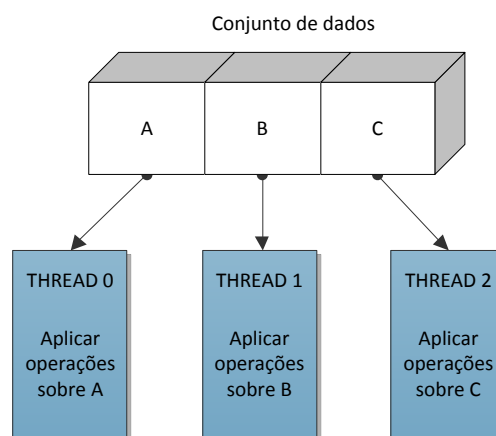 Conjunto de dados
A B C
THREAD 0 THREAD 1 THREAD 2
Aplicar Aplicar Aplicar
operações operações operações
sobre A sobre B sobre C